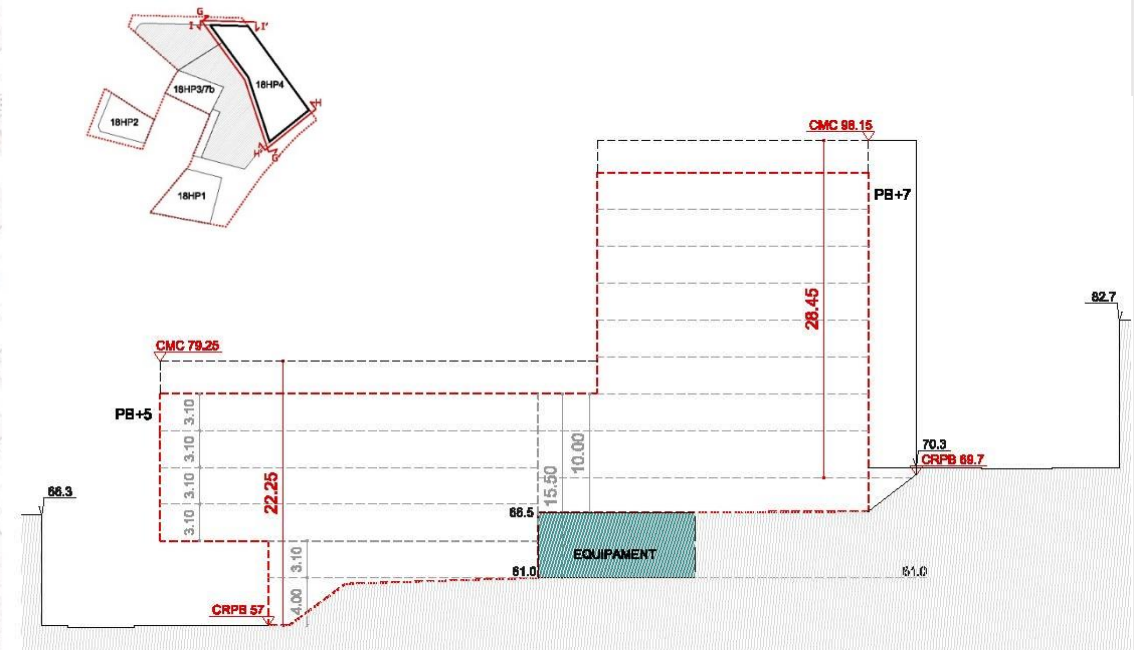 G
I
I'
18HP4
18HP3/7b
H
18HP2
H'
G'
18HP1
CMC 98.15
PB+7
82.7
28.45
CMC 79.25
PB+5
3.10
3.10
3.10
3.10
22.25
10.00
15.50
70.3
CRPB 69.7
66.3
66.5
EQUIPAMENT
3.10
61.0
61.0
4.00
CRPB 57